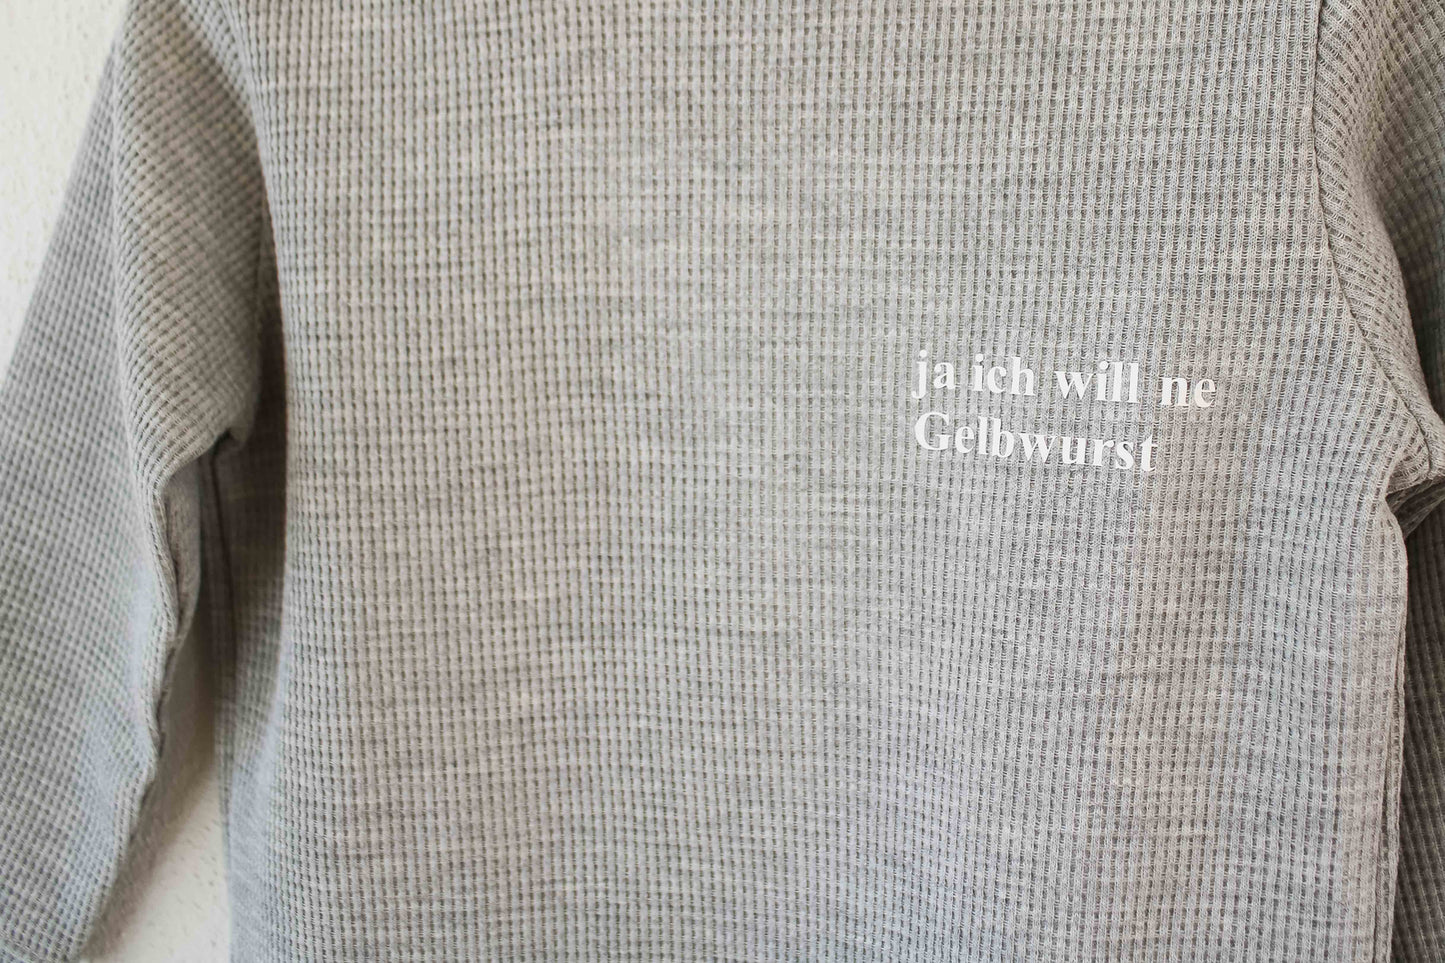 ja ich will ne
Gelbwurst